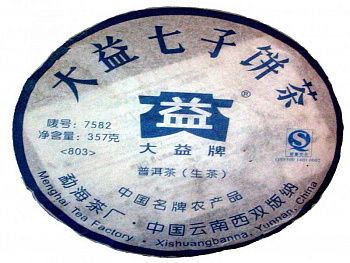 大益七子饼茶
唛号：7582
净含量：357克
<803>
益
®
大益牌
普洱茶（生茶）
中国名牌农产品
勐海茶厂·中国云南西双版纳
Menghai Tea Factory · Xishuangbanna, Yunnan, China